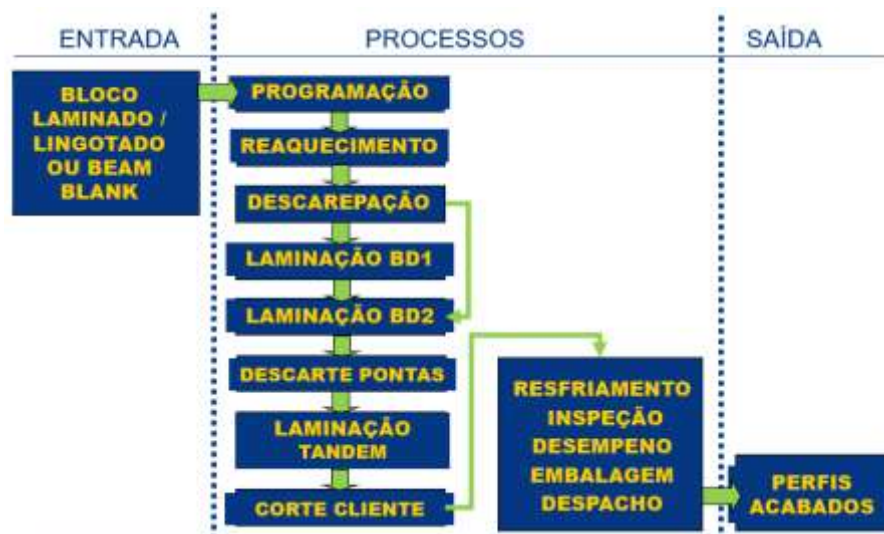 ENTRADA
PROCESSOS
SAÍDA
BLOCO
LAMINADO /
LINGOTADO
OU BEAM
BLANK
PROGRAMAÇÃO
REAQUECIMENTO
DESCAREPAÇÃO
LAMINAÇÃO BD1
LAMINAÇÃO BD2
DESCARTE PONTAS
LAMINAÇÃO
TANDEM
CORTE CLIENTE
RESFRIAMENTO
INSPEÇÃO
DESEMPENO
EMBALAGEM
DESPACHO
PERFIS
ACABADOS